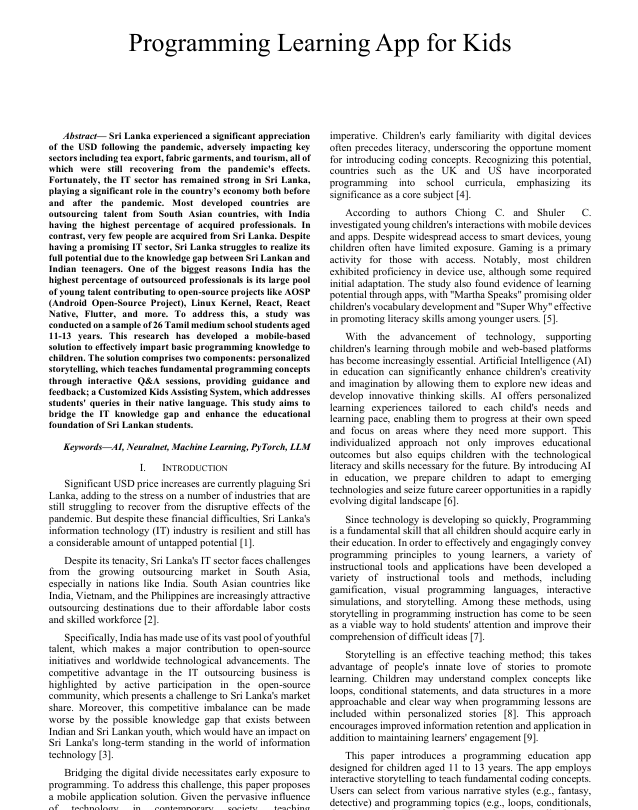 Programming Learning App for Kids
Abstract— Sri Lanka experienced a significant appreciation
of the USD following the pandemic, adversely impacting key
sectors including tea export, fabric garments, and tourism, all of
which were still recovering from the pandemic's effects.
Fortunately, the IT sector has remained strong in Sri Lanka,
playing a significant role in the country's economy both before
and after the pandemic. Most developed countries are
outsourcing talent from South Asian countries, with India
having the highest percentage of acquired professionals. In
contrast, very few people are acquired from Sri Lanka. Despite
having a promising IT sector, Sri Lanka struggles to realize its
full potential due to the knowledge gap between Sri Lankan and
Indian teenagers. One of the biggest reasons India has the
highest percentage of outsourced professionals is its large pool
of young talent contributing to open-source projects like AOSP
(Android Open-Source Project), Linux Kernel, React, React
Native, Flutter, and more. To address this, a study was
conducted on a sample of 26 Tamil medium school students aged
11-13 years. This research has developed a mobile-based
solution to effectively impart basic programming knowledge to
children. The solution comprises two components: personalized
storytelling, which teaches fundamental programming concepts
through interactive Q&A sessions, providing guidance and
feedback; a Customized Kids Assisting System, which addresses
students' queries in their native language. This study aims to
bridge the IT knowledge gap and enhance the educational
foundation of Sri Lankan students.
Keywords—AI, Neuralnet, Machine Learning, PyTorch, LLM
I. INTRODUCTION
Significant USD price increases are currently plaguing Sri
Lanka, adding to the stress on a number of industries that are
still struggling to recover from the disruptive effects of the
pandemic. But despite these financial difficulties, Sri Lanka's
information technology (IT) industry is resilient and still has
a considerable amount of untapped potential [1].
Despite its tenacity, Sri Lanka's IT sector faces challenges
from the growing outsourcing market in South Asia,
especially in nations like India. South Asian countries like
India, Vietnam, and the Philippines are increasingly attractive
outsourcing destinations due to their affordable labor costs
and skilled workforce [2].
Specifically, India has made use of its vast pool of youthful
talent, which makes a major contribution to open-source
initiatives and worldwide technological advancements. The
competitive advantage in the IT outsourcing business is
highlighted by active participation in the open-source
community, which presents a challenge to Sri Lanka's market
share. Moreover, this competitive imbalance can be made
worse by the possible knowledge gap that exists between
Indian and Sri Lankan youth, which would have an impact on
Sri Lanka's long-term standing in the world of information
technology [3].
Bridging the digital divide necessitates early exposure to
programming. To address this challenge, this paper proposes
a mobile application solution. Given the pervasive influence
of technology in contemporary society, teaching
imperative. Children's early familiarity with digital devices
often precedes literacy, underscoring the opportune moment
for introducing coding concepts. Recognizing this potential,
countries such as the UK and US have incorporated
programming into school curricula, emphasizing its
significance as a core subject [4].
According to authors Chiong C. and Shuler C.
investigated young children's interactions with mobile devices
and apps. Despite widespread access to smart devices, young
children often have limited exposure. Gaming is a primary
activity for those with access. Notably, most children
exhibited proficiency in device use, although some required
initial adaptation. The study also found evidence of learning
potential through apps, with "Martha Speaks" promising older
children's vocabulary development and "Super Why" effective
in promoting literacy skills among younger users. [5].
With the advancement of technology, supporting
children's learning through mobile and web-based platforms
has become increasingly essential. Artificial Intelligence (AI)
in education can significantly enhance children's creativity
and imagination by allowing them to explore new ideas and
develop innovative thinking skills. AI offers personalized
learning experiences tailored to each child's needs and
learning pace, enabling them to progress at their own speed
and focus on areas where they need more support. This
individualized approach not only improves educational
outcomes but also equips children with the technological
literacy and skills necessary for the future. By introducing AI
in education, we prepare children to adapt to emerging
technologies and seize future career opportunities in a rapidly
evolving digital landscape [6].
Since technology is developing so quickly, Programming
is a fundamental skill that all children should acquire early in
their education. In order to effectively and engagingly convey
programming principles to young learners, a variety of
instructional tools and applications have been developed a
variety of instructional tools and methods, including
gamification, visual programming languages, interactive
simulations, and storytelling. Among these methods, using
storytelling in programming instruction has come to be seen
as a viable way to hold students' attention and improve their
comprehension of difficult ideas [7].
Storytelling is an effective teaching method; this takes
advantage of people's innate love of stories to promote
learning. Children may understand complex concepts like
loops, conditional statements, and data structures in a more
approachable and clear way when programming lessons are
included within personalized stories [8]. This approach
encourages improved information retention and application in
addition to maintaining learners' engagement [9].
This paper introduces a programming education app
designed for children aged 11 to 13 years. The app employs
interactive storytelling to teach fundamental coding concepts.
Users can select from various narrative styles (e.g., fantasy,
detective) and programming topics (e.g., loops, conditionals,